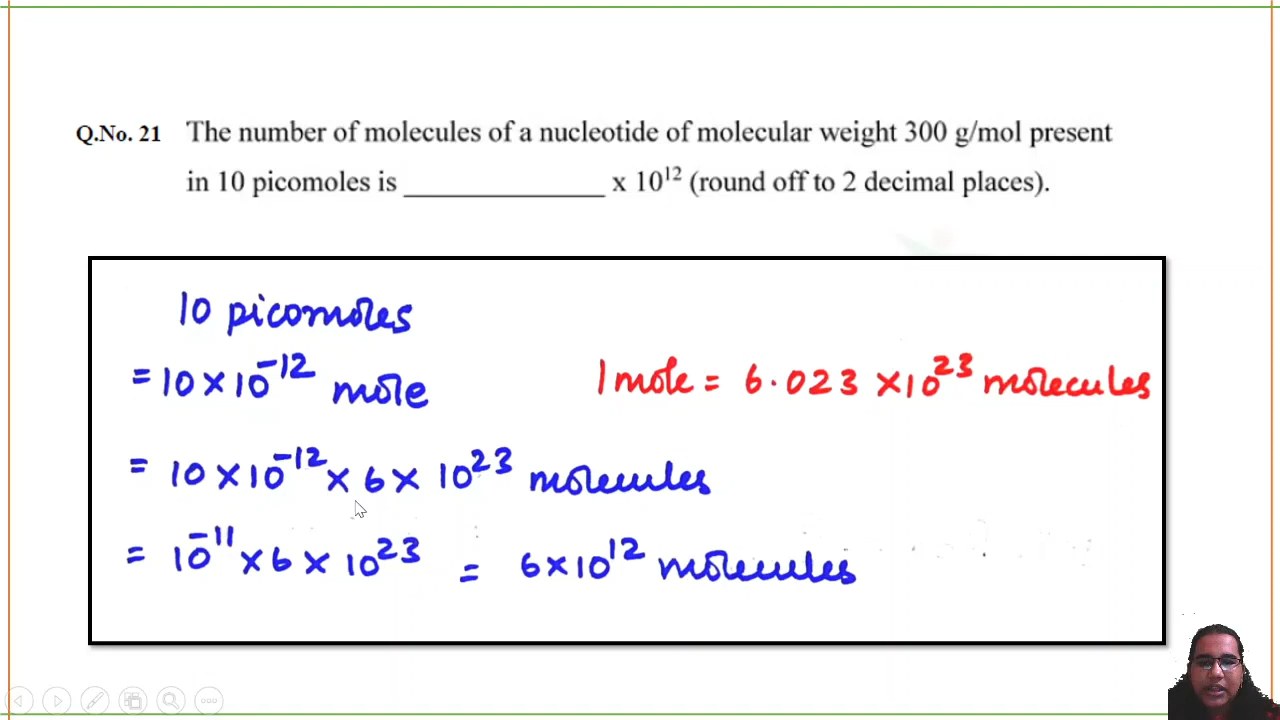 Q.No. 21 The number of molecules of a nucleotide of molecular weight 300 g/mol present
in 10 picomoles is ______________ x 10¹² (round off to 2 decimal places).
10 picomoles
= 10 × 10⁻¹² mole
1 mole = 6.023 × 10²³ molecules
= 10 × 10⁻¹² × 6 × 10²³ molecules
= 10⁻¹¹ × 6 × 10²³ = 6 × 10¹² molecules